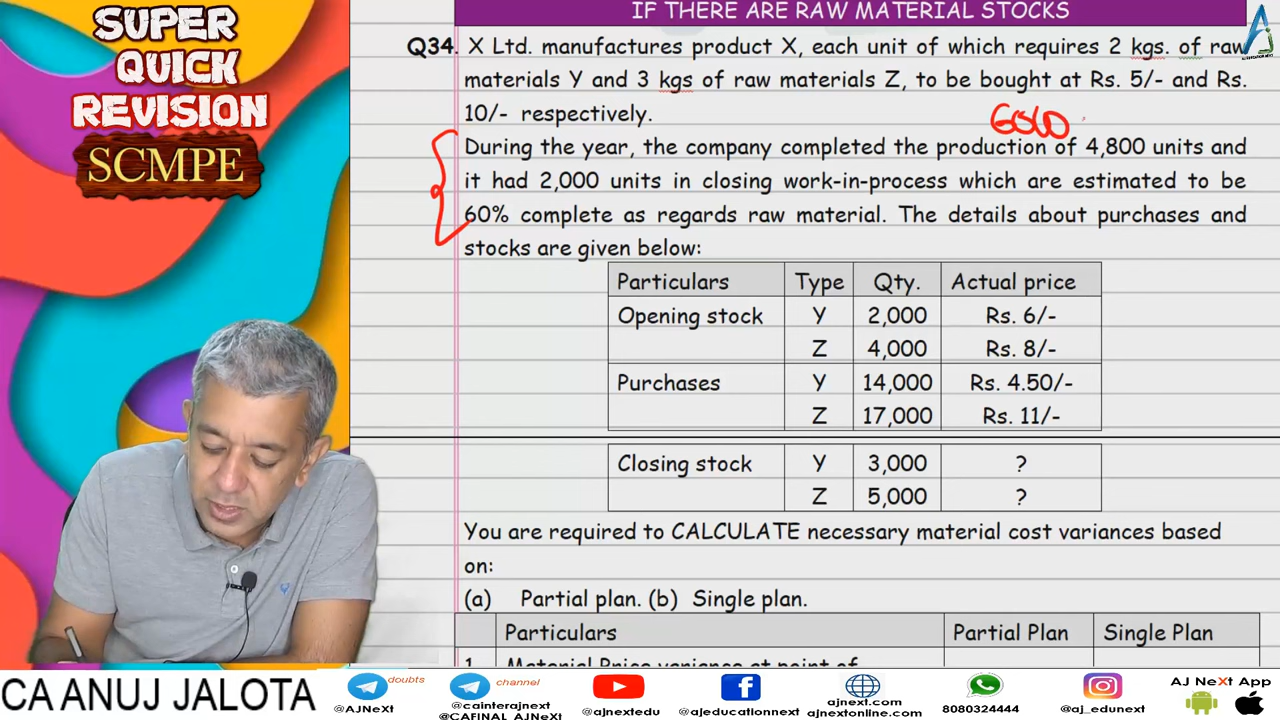 SUPER
QUICK
REVISION
SCMPE
IF THERE ARE RAW MATERIAL STOCKS
Q34. X Ltd. manufactures product X, each unit of which requires 2 kgs. of raw
materials Y and 3 kgs of raw materials Z, to be bought at Rs. 5/- and Rs.
10/- respectively.
During the year, the company completed the production of 4,800 units and
it had 2,000 units in closing work-in-process which are estimated to be
60% complete as regards raw material. The details about purchases and
stocks are given below:
Particulars Type Qty. Actual price
Opening stock Y 2,000 Rs. 6/-
Z 4,000 Rs. 8/-
Purchases Y 14,000 Rs. 4.50/-
Z 17,000 Rs. 11/-
Closing stock Y 3,000 ?
Z 5,000 ?
You are required to CALCULATE necessary material cost variances based
on:
(a) Partial plan. (b) Single plan.
Particulars Partial Plan Single Plan
1. Material Price variance at point of
CA ANUJ JALOTA
doubts
@AJNeXt
channel
@cainterajnext
@CAFINAL_AJNeXt
@ajnextedu
@ajeducationnext
ajnext.com
ajnextonline.com
8080324444
@aj_edunext
AJ NeXt App